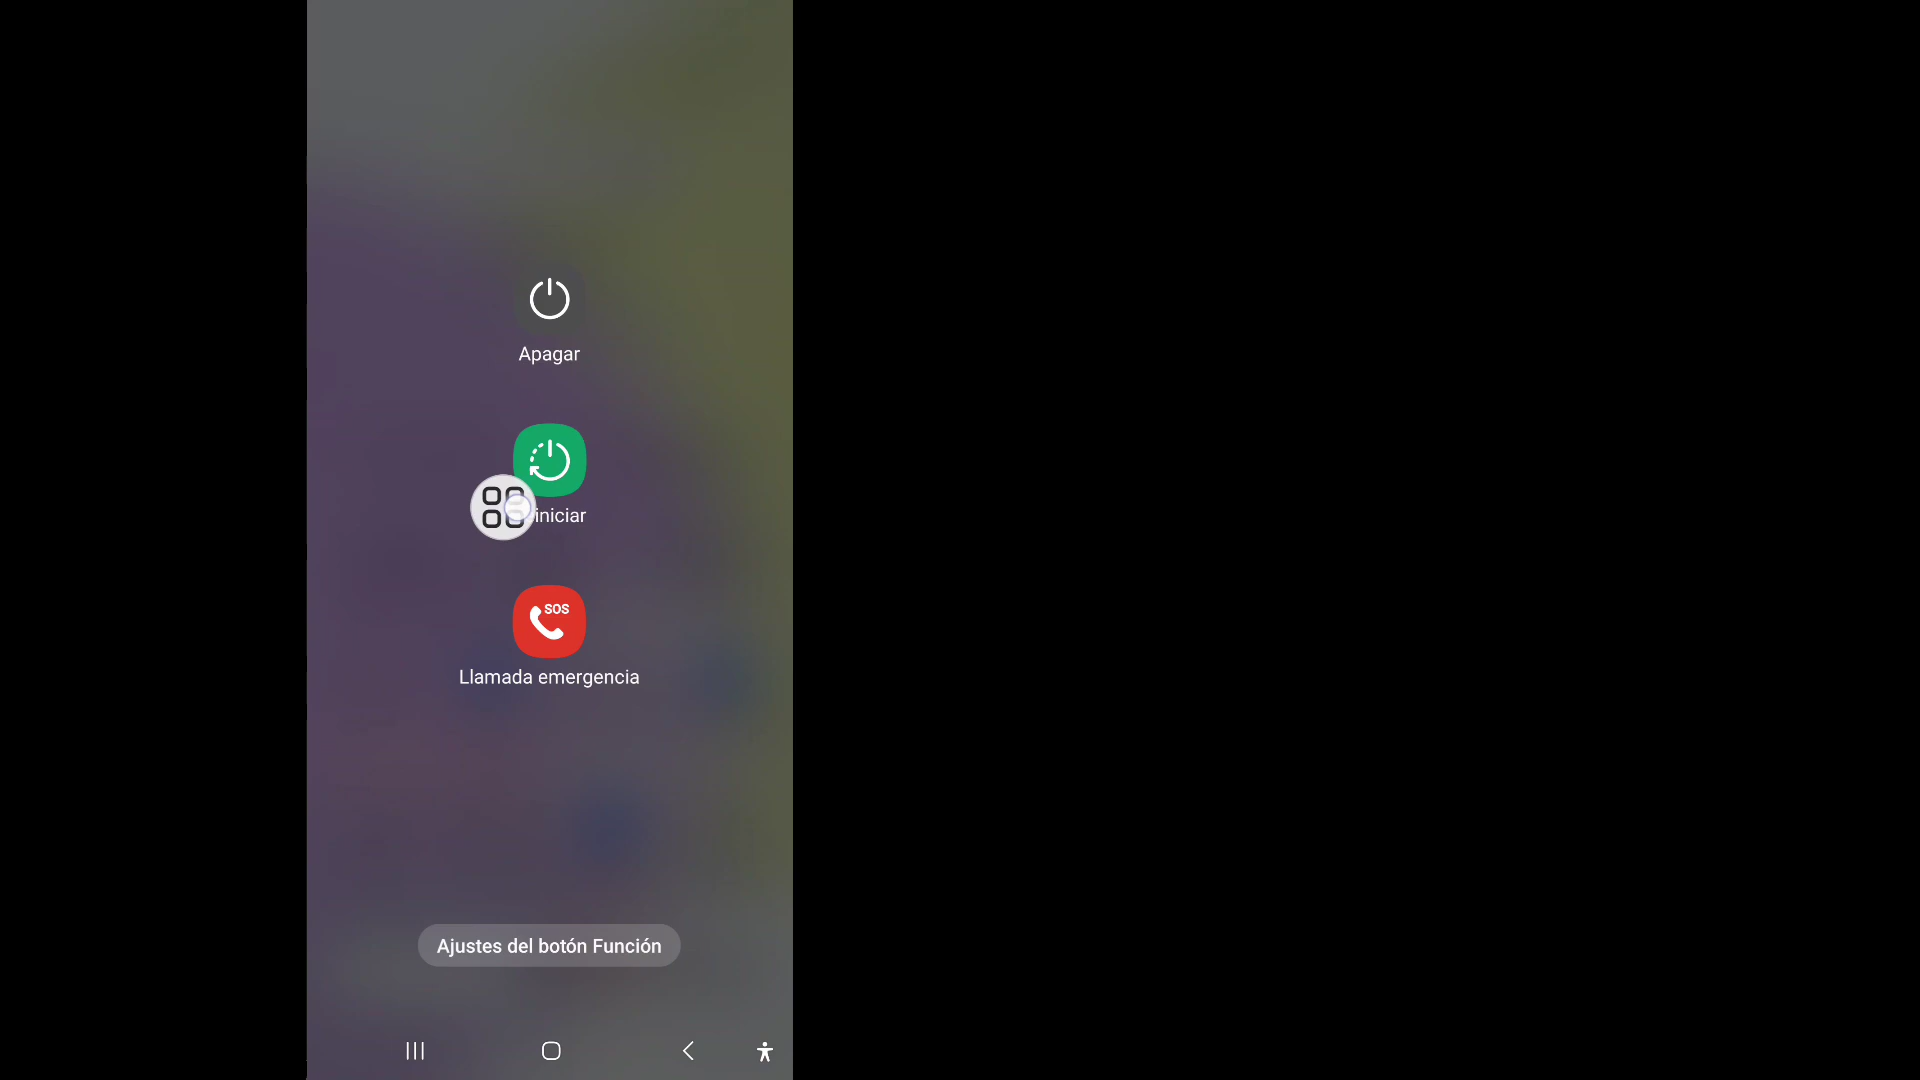 Apagar
iniciar
SOS
Llamada emergencia
Ajustes del botón Función